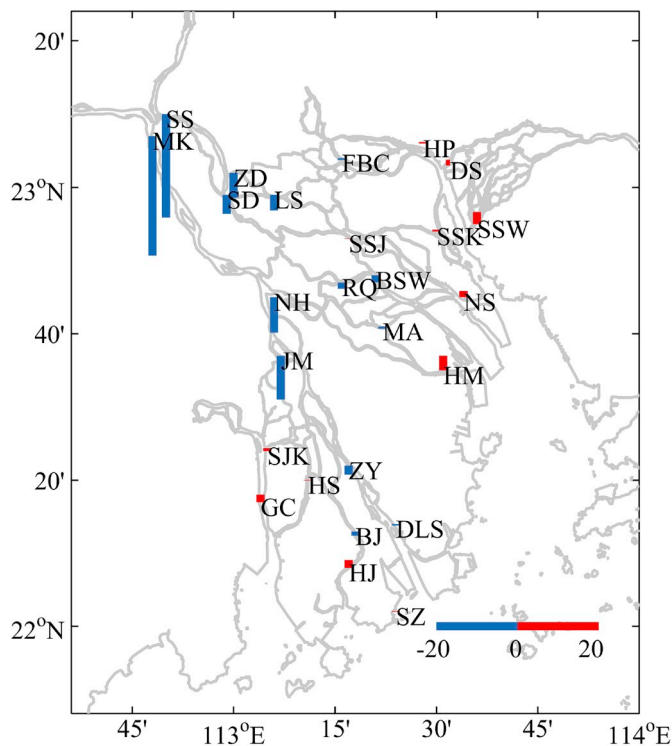 20'
SS
MK
HP
FBC
DS
ZD
23°N
SD
LS
SSW
SSK
SSJ
BSW
RQ
NS
NH
40'
MA
JM
HM
SJK
ZY
20'
HS
GC
DLS
BJ
HJ
SZ
22°N
-20 0 20
45' 113°E 15' 30' 45' 114°E